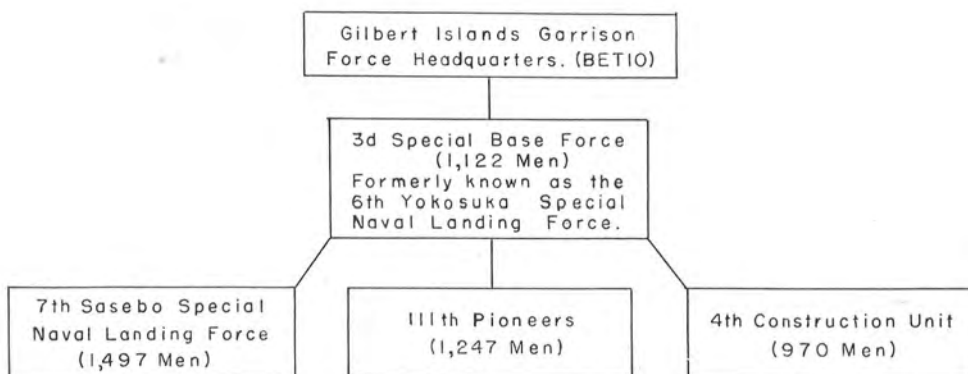 Gilbert Islands Garrison
Force Headquarters. (BETIO)
3d Special Base Force
(1,122 Men)
Formerly known as the
6th Yokosuka Special
Naval Landing Force.
7th Sasebo Special
Naval Landing Force
(1,497 Men)
111th Pioneers
(1,247 Men)
4th Construction Unit
(970 Men)